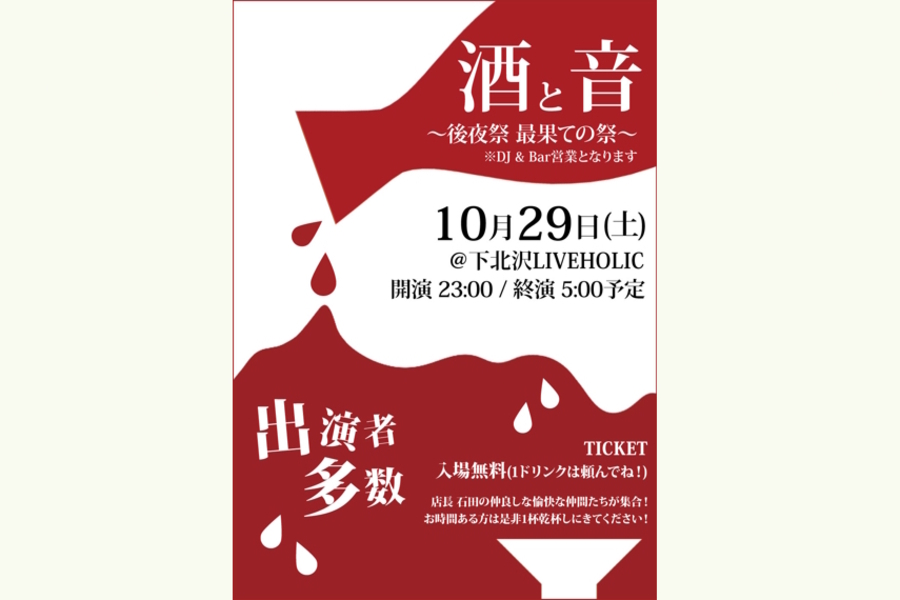 酒と音
～後夜祭 最果ての祭～
※DJ & Bar営業となります
10月29日(土)
@下北沢LIVEHOLIC
開演 23:00 / 終演 5:00予定
出演者
多数
TICKET
入場無料(1ドリンクは頼んでね!)
店長 石田の仲良しな愉快な仲間たちが集合!
お時間ある方は是非1杯乾杯しにきてください!